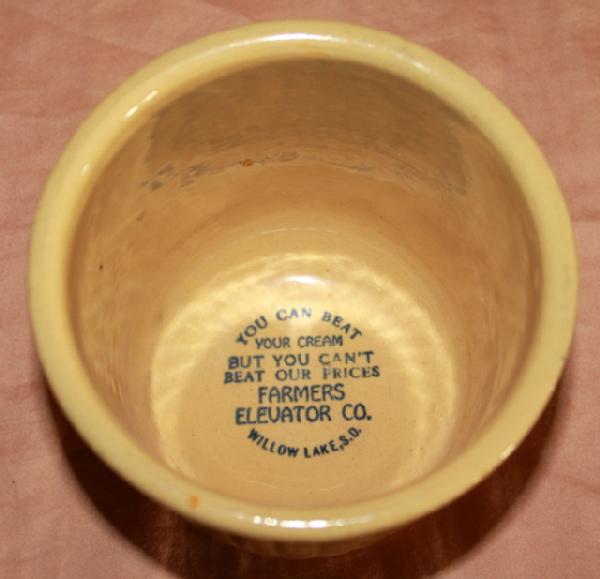 YOU CAN BEAT
YOUR CREAM
BUT YOU CAN'T
BEAT OUR PRICES
FARMERS
ELEVATOR CO.
WILLOW LAKE, S.D.